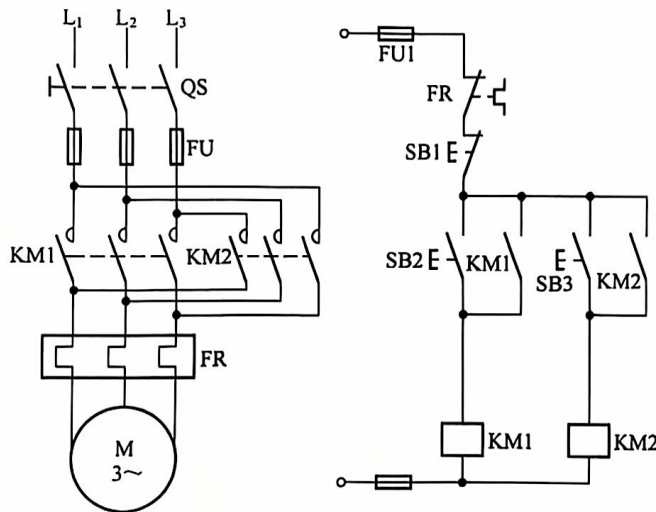 L₁ L₂ L₃
QS
FU
KM1
KM2
FR
M
3~
FU1
FR
SB1
SB2
KM1
SB3
KM2
KM1
KM2